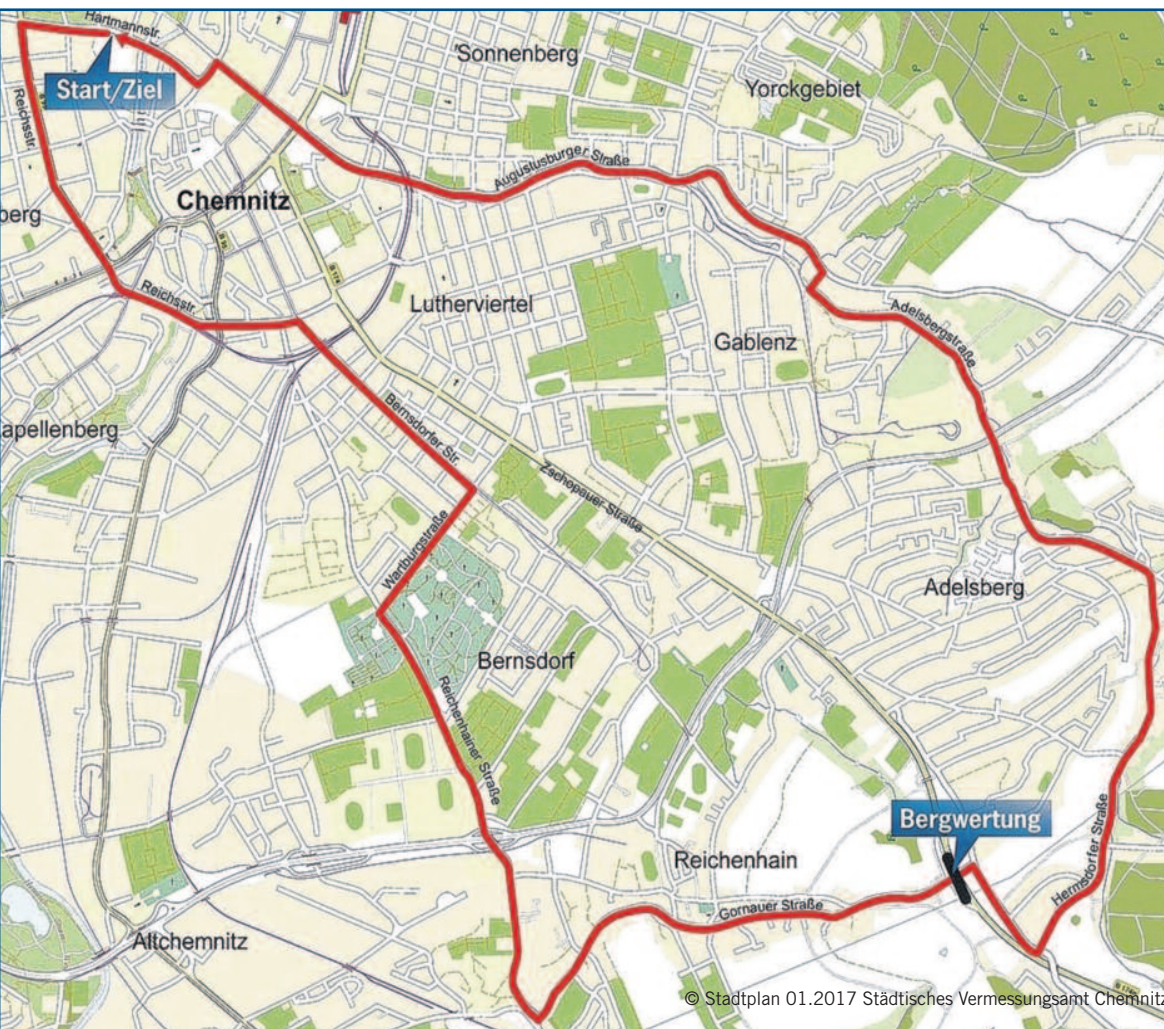 Hartmannstr.
Start/Ziel
Sonnenberg
Yorckgebiet
Reichsstr.
Augustusburger Straße
Chemnitz
berg
B 174
Reichsstr.
Lutherviertel
Adelsbergstraße
Gablenz
apellenberg
Bernsdorfer Str.
Zschopauer Straße
Wartburgstraße
Adelsberg
Bernsdorf
Reichenhainer Straße
Bergwertung
Hermsdorfer Straße
Reichenhain
Gornauer Straße
Altchemnitz
© Stadtplan 01.2017 Städtisches Vermessungsamt Chemnitz